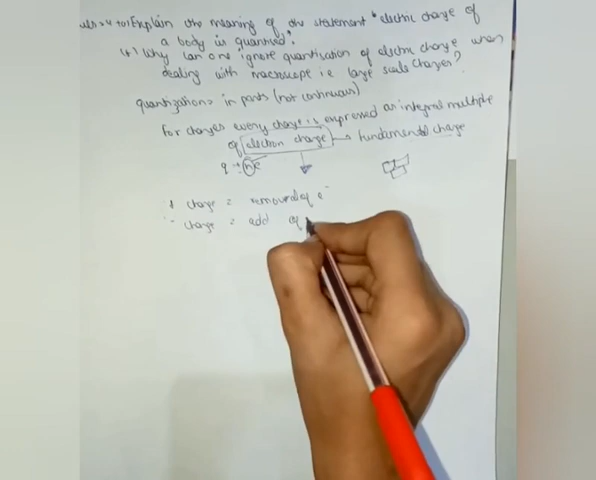 Explain the meaning of the statement "electric charge of
a body is quantised".
(b) Why can one ignore quantisation of electric charge when
dealing with macroscopic i.e large scale charges?
quantization = in parts (not continuous)
For charges every charge is expressed as integral multiple
of electron charge → fundamental charge
q = ± ne
+ charge = removal of e⁻
- charge = add of